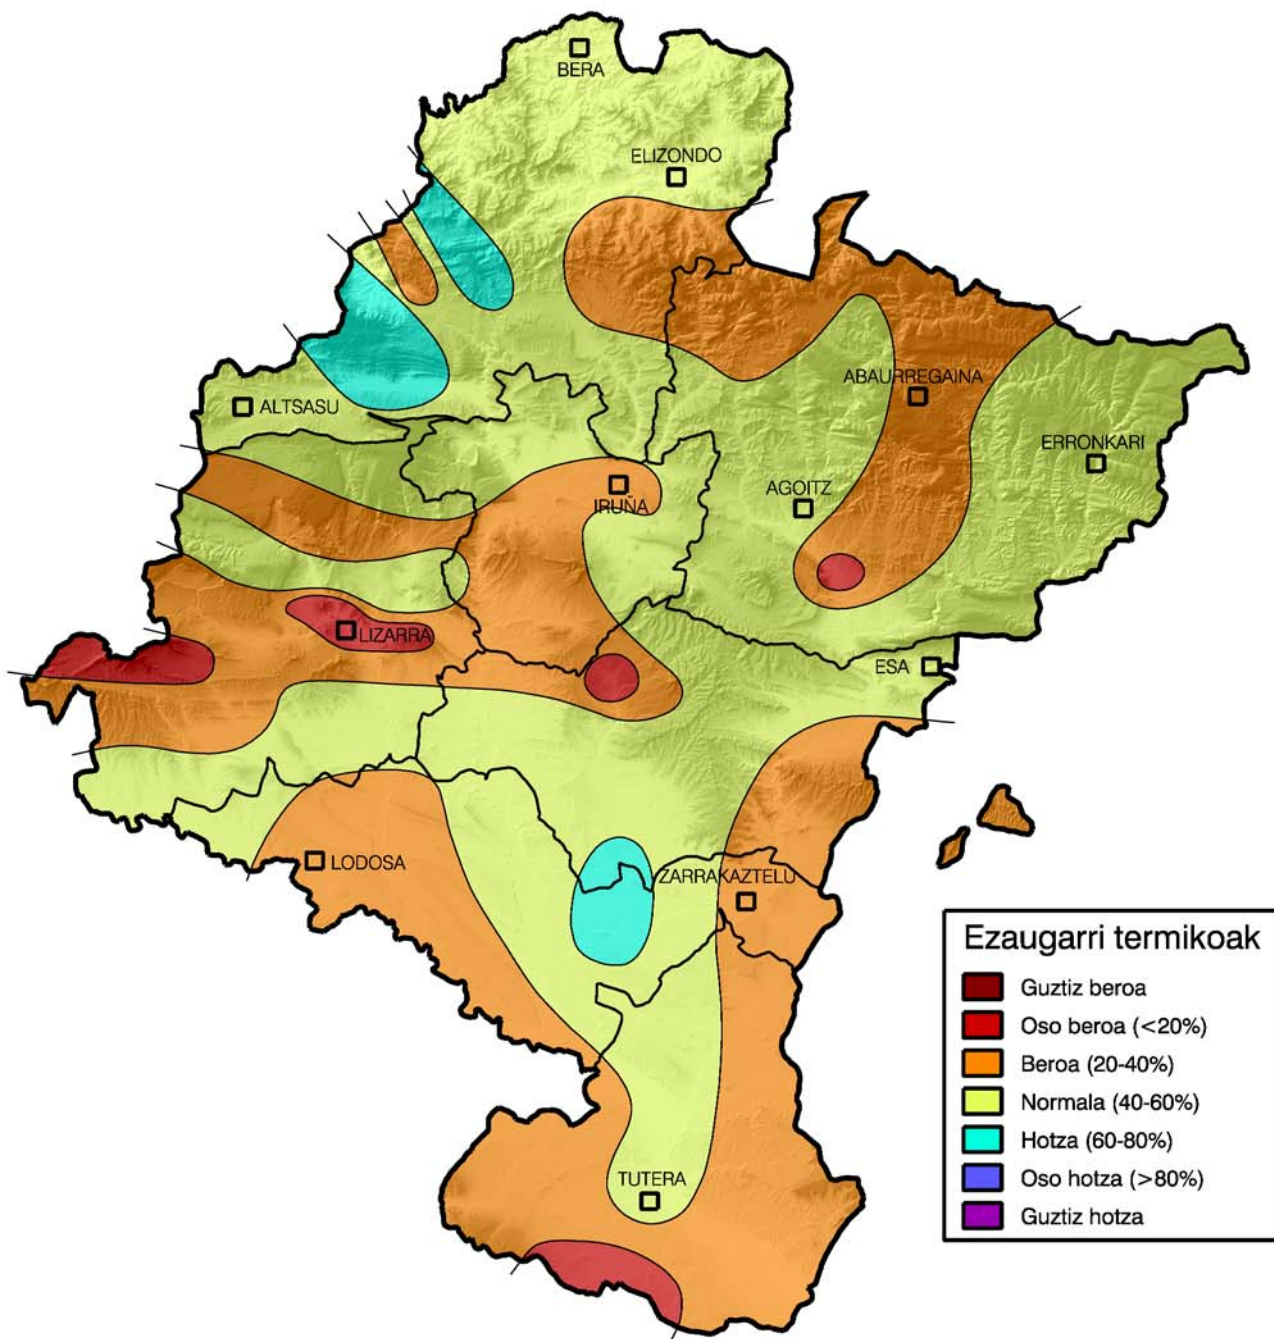 BERA
ELIZONDO
ABAURREGAINA
ALTSASU
ERRONKARI
IRUÑA
AGOITZ
LIZARRA
ESA
LODOSA
ZARRAKAZTELU
TUTERA
Ezaugarri termikoak
Guztiz beroa
Oso beroa (<20%)
Beroa (20-40%)
Normala (40-60%)
Hotza (60-80%)
Oso hotza (>80%)
Guztiz hotza